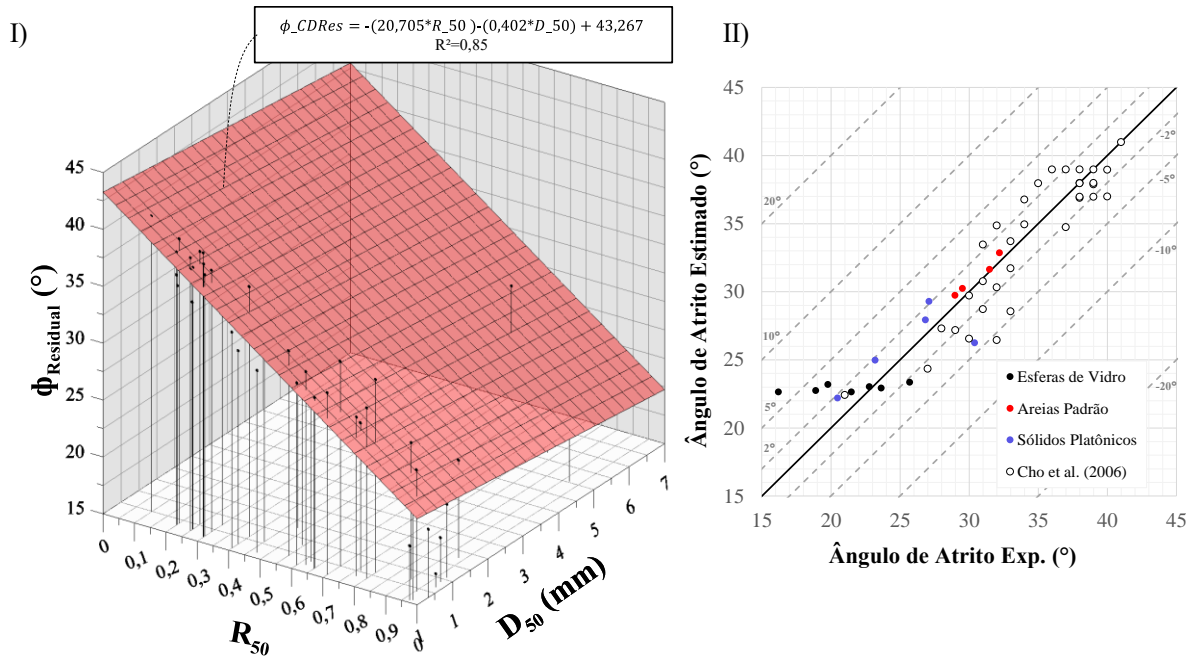 I)
ϕ_CDRes = -(20,705*R_50 )-(0,402*D_50) + 43,267
R²=0,85
45
40
35
30
25
20
15
ϕResidual (°)
0
0,1
0,2
0,3
0,4
0,5
0,6
0,7
0,8
0,9
1
R50
0
1
2
3
4
5
6
7
D50 (mm)
II)
45
40
35
30
25
20
15
Ângulo de Atrito Estimado (°)
20°
10°
5°
2°
-2°
-5°
-10°
-20°
Esferas de Vidro
Areias Padrão
Sólidos Platônicos
Cho et al. (2006)
15 20 25 30 35 40 45
Ângulo de Atrito Exp. (°)